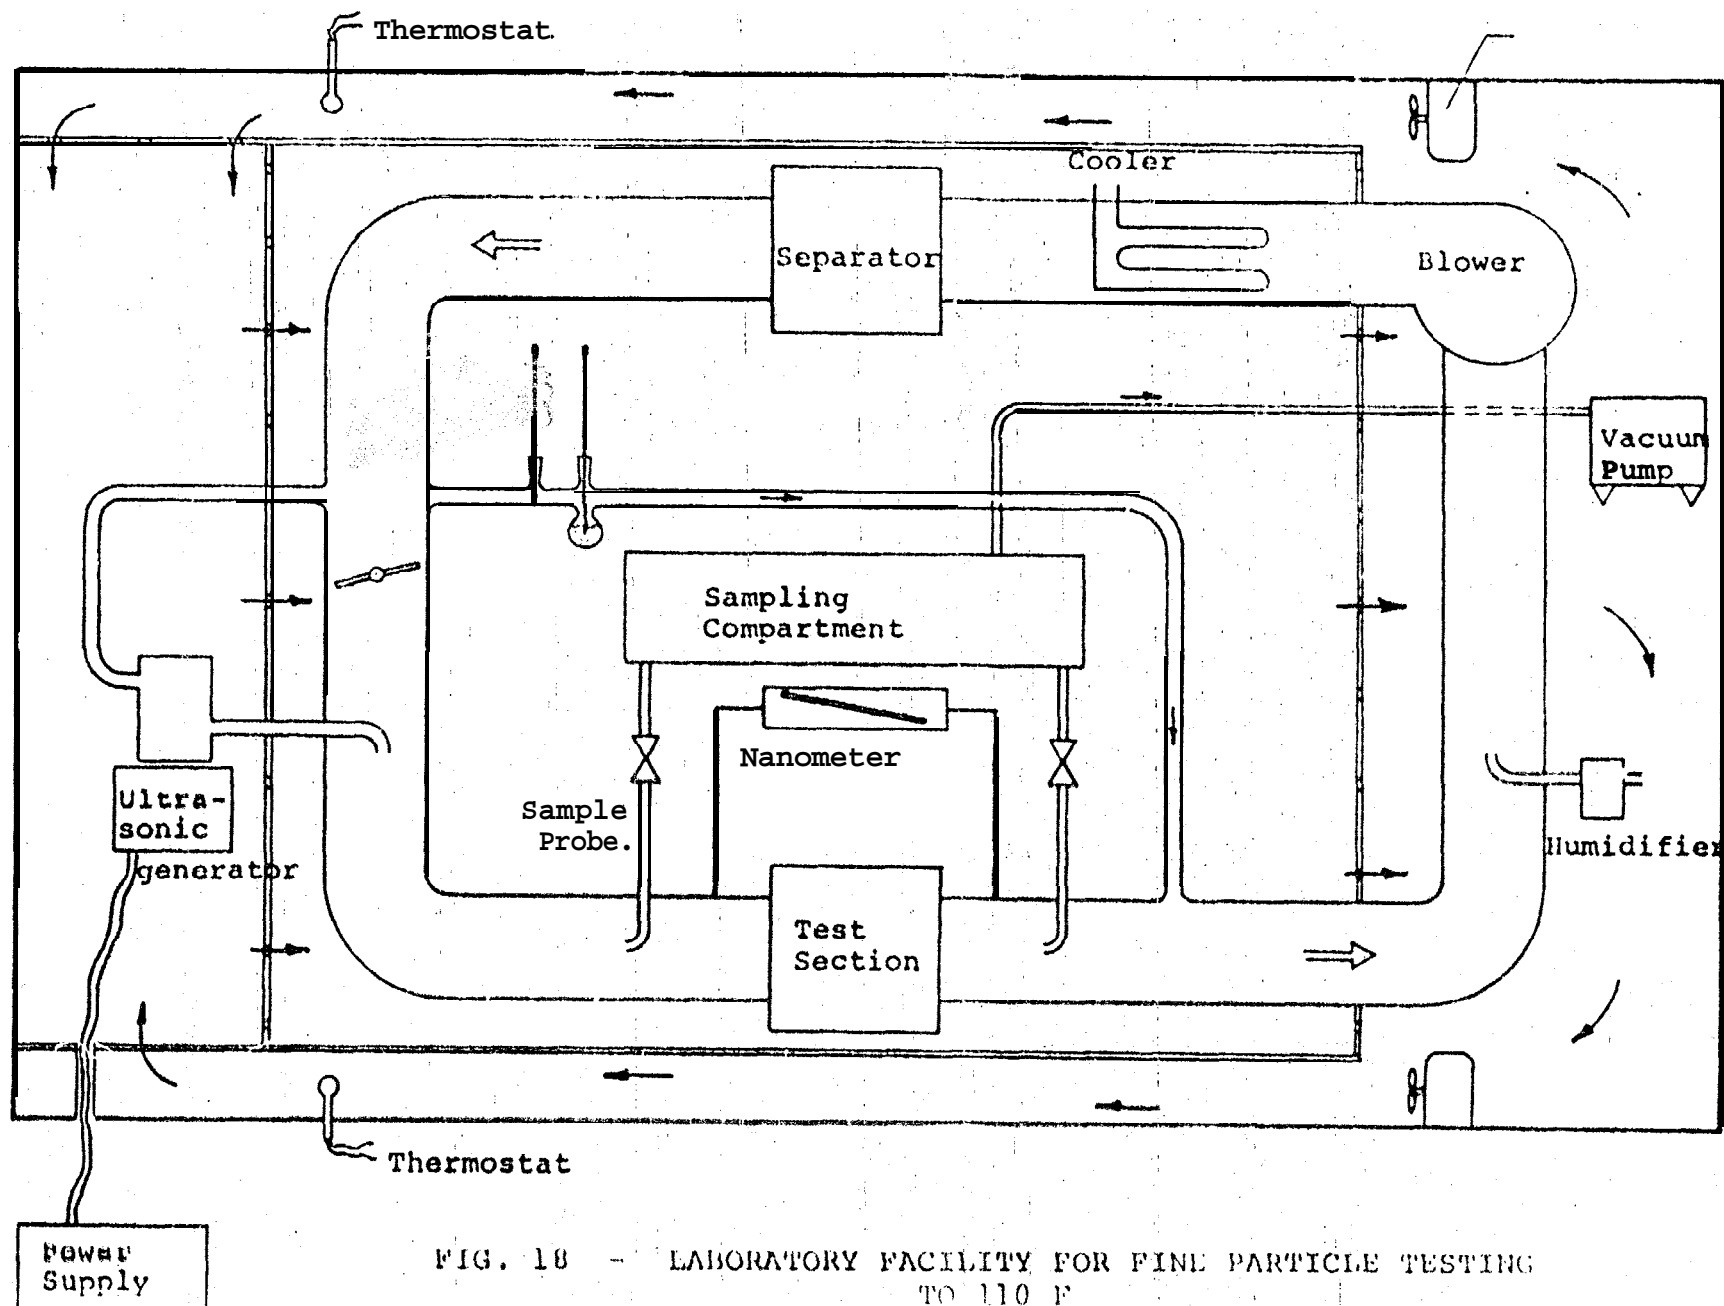 Thermostat.
Cooler
Separator
Blower
Vacuum
Pump
Sampling
Compartment
Nanometer
Sample
Probe.
Ultra-
sonic
generator
Humidifier
Test
Section
Thermostat
Power
Supply
FIG. 18 - LABORATORY FACILITY FOR FINE PARTICLE TESTING
TO 110 F